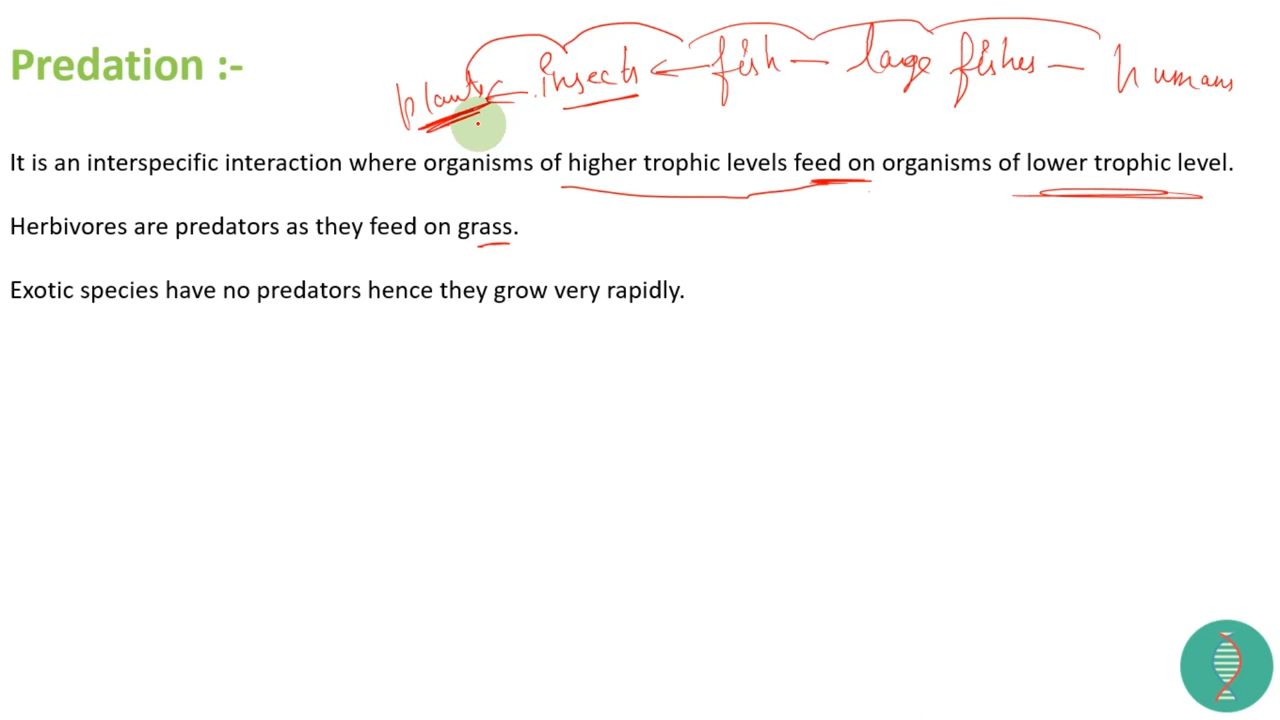 Predation :-
plants ← insects ← fish — large fishes — humans
It is an interspecific interaction where organisms of higher trophic levels feed on organisms of lower trophic level.
Herbivores are predators as they feed on grass.
Exotic species have no predators hence they grow very rapidly.